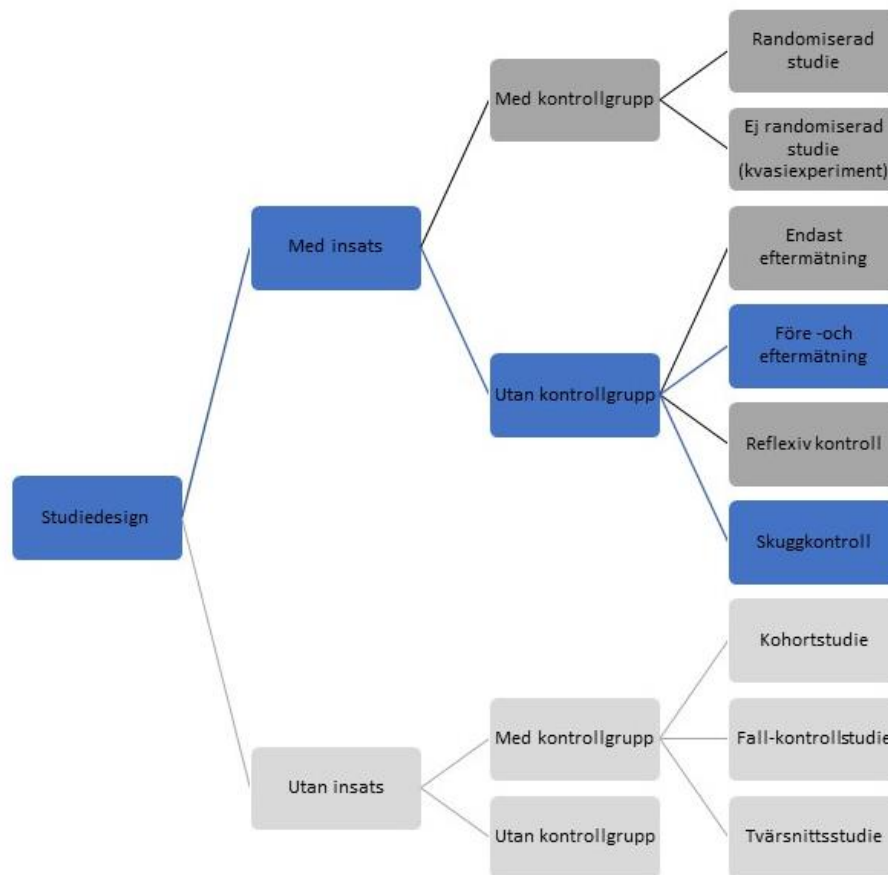 Studiedesign
Med insats
Med kontrollgrupp
Randomiserad
studie
Ej randomiserad
studie
(kvasiexperiment)
Utan kontrollgrupp
Endast
eftermätning
Före -och
eftermätning
Reflexiv kontroll
Skuggkontroll
Utan insats
Med kontrollgrupp
Kohortstudie
Fall-kontrollstudie
Tvärsnittsstudie
Utan kontrollgrupp